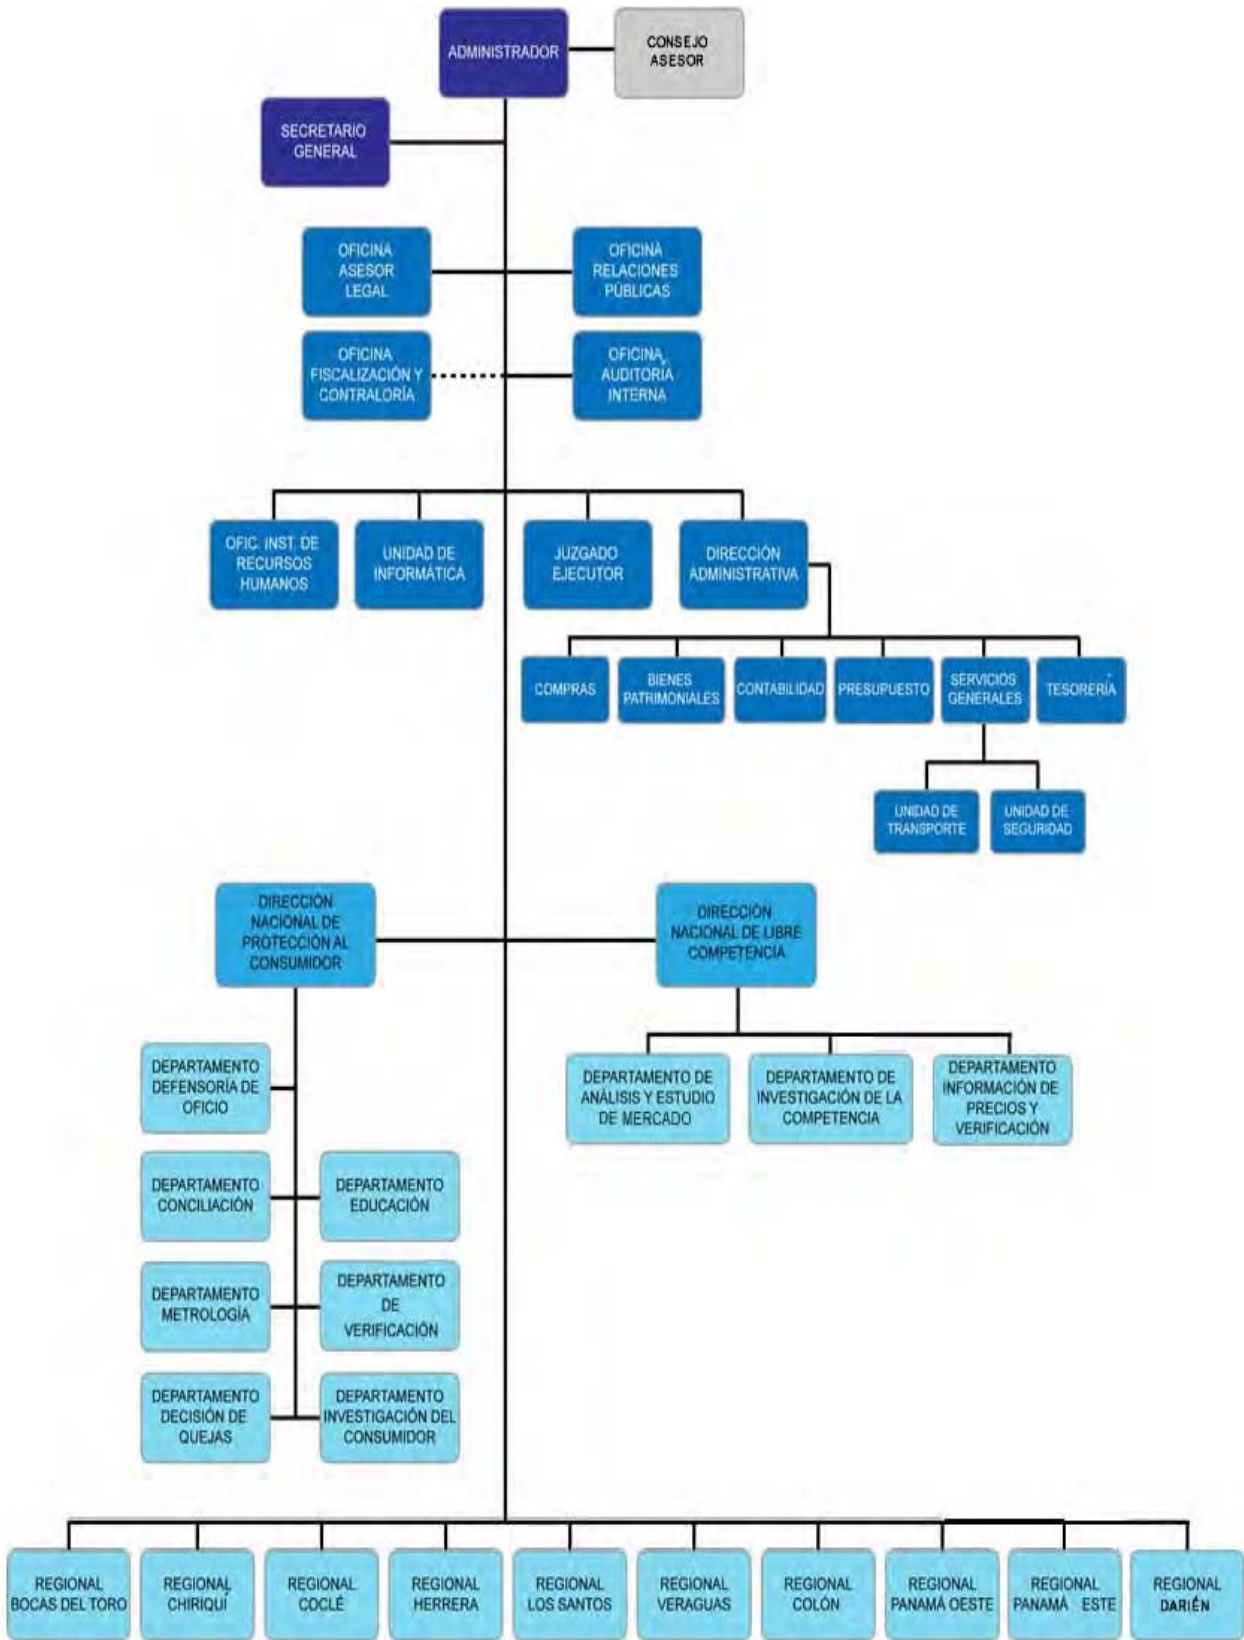 ADMINISTRADOR
CONSEJO
ASESOR
SECRETARIO
GENERAL
OFICINA
ASESOR
LEGAL
OFICINA
RELACIONES
PÚBLICAS
OFICINA
FISCALIZACIÓN Y
CONTRALORÍA
OFICINA
AUDITORÍA
INTERNA
OFIC. INST. DE
RECURSOS
HUMANOS
UNIDAD DE
INFORMÁTICA
JUZGADO
EJECUTOR
DIRECCIÓN
ADMINISTRATIVA
COMPRAS
BIENES
PATRIMONIALES
CONTABILIDAD
PRESUPUESTO
SERVICIOS
GENERALES
TESORERÍA
UNIDAD DE
TRANSPORTE
UNIDAD DE
SEGURIDAD
DIRECCIÓN
NACIONAL DE
PROTECCIÓN AL
CONSUMIDOR
DIRECCIÓN
NACIONAL DE LIBRE
COMPETENCIA
DEPARTAMENTO
DEFENSORÍA DE
OFICIO
DEPARTAMENTO DE
ANÁLISIS Y ESTUDIO
DE MERCADO
DEPARTAMENTO DE
INVESTIGACIÓN DE LA
COMPETENCIA
DEPARTAMENTO
INFORMACIÓN DE
PRECIOS Y
VERIFICACIÓN
DEPARTAMENTO
CONCILIACIÓN
DEPARTAMENTO
EDUCACIÓN
DEPARTAMENTO
METROLOGÍA
DEPARTAMENTO
DE
VERIFICACIÓN
DEPARTAMENTO
DECISIÓN DE
QUEJAS
DEPARTAMENTO
INVESTIGACIÓN DEL
CONSUMIDOR
REGIONAL
BOCAS DEL TORO
REGIONAL
CHIRIQUÍ
REGIONAL
COCLÉ
REGIONAL
HERRERA
REGIONAL
LOS SANTOS
REGIONAL
VERAGUAS
REGIONAL
COLÓN
REGIONAL
PANAMÁ OESTE
REGIONAL
PANAMÁ ESTE
REGIONAL
DARIÉN